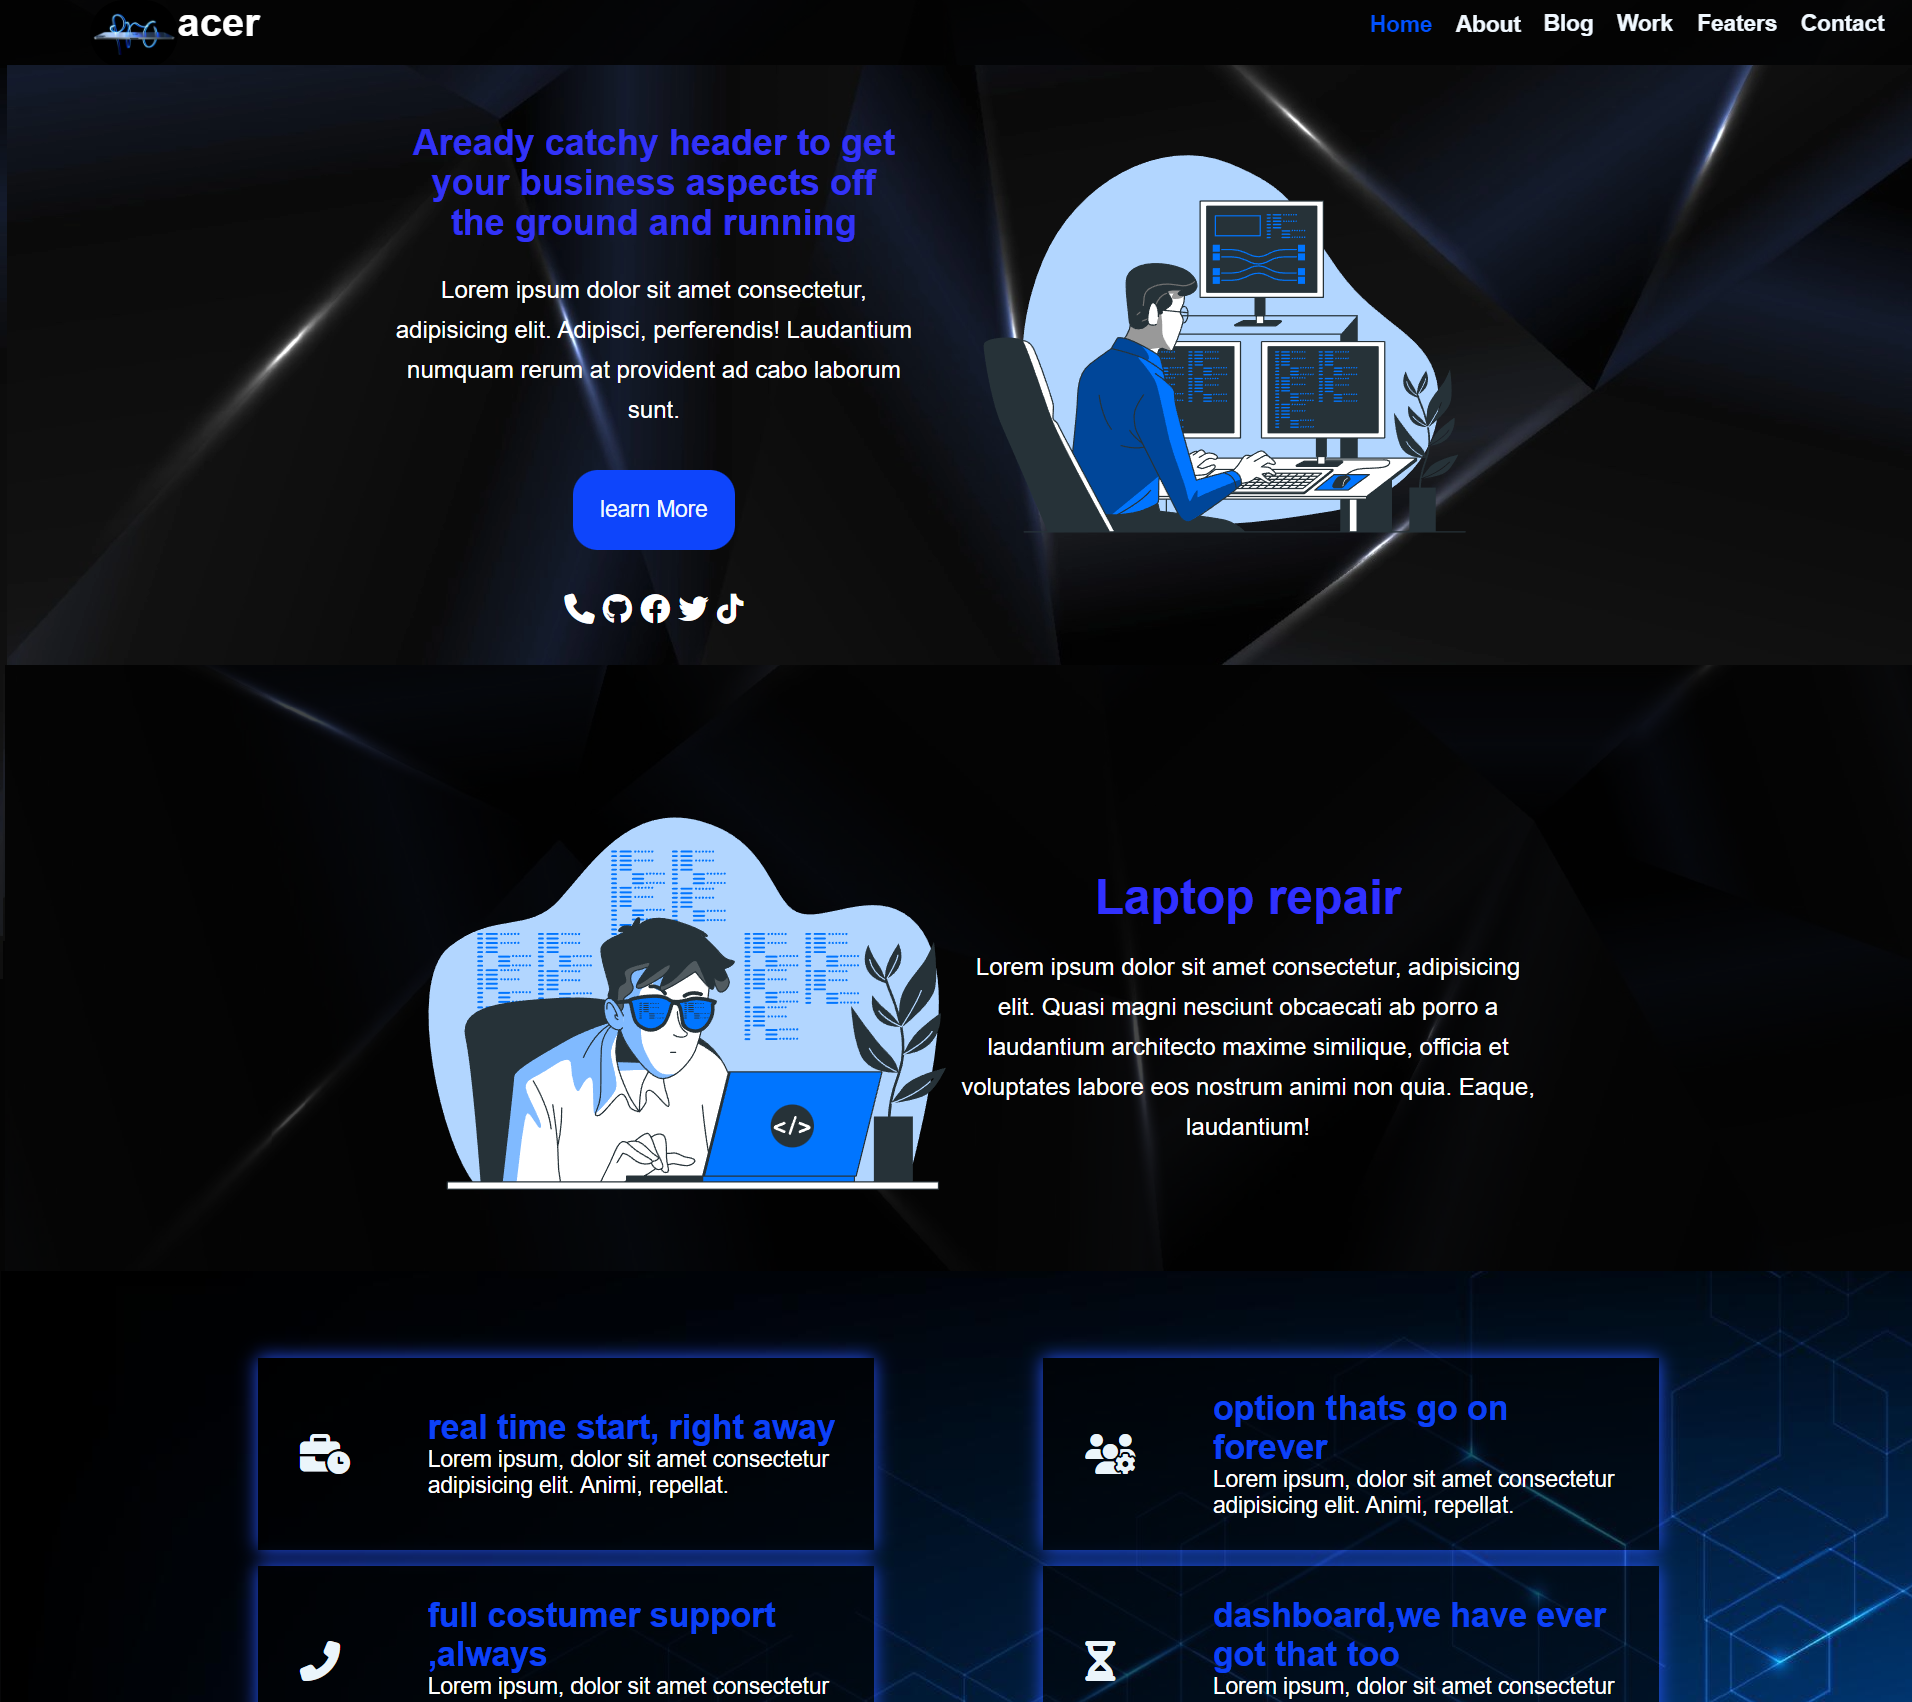 pro acer
Home About Blog Work Featers Contact
Aready catchy header to get
your business aspects off
the ground and running
Lorem ipsum dolor sit amet consectetur,
adipisicing elit. Adipisci, perferendis! Laudantium
numquam rerum at provident ad cabo laborum
sunt.
learn More
</>
Laptop repair
Lorem ipsum dolor sit amet consectetur, adipisicing
elit. Quasi magni nesciunt obcaecati ab porro a
laudantium architecto maxime similique, officia et
voluptates labore eos nostrum animi non quia. Eaque,
laudantium!
real time start, right away
Lorem ipsum, dolor sit amet consectetur
adipisicing elit. Animi, repellat.
option thats go on
forever
Lorem ipsum, dolor sit amet consectetur
adipisicing elit. Animi, repellat.
full costumer support
,always
Lorem ipsum, dolor sit amet consectetur
dashboard,we have ever
got that too
Lorem ipsum, dolor sit amet consectetur